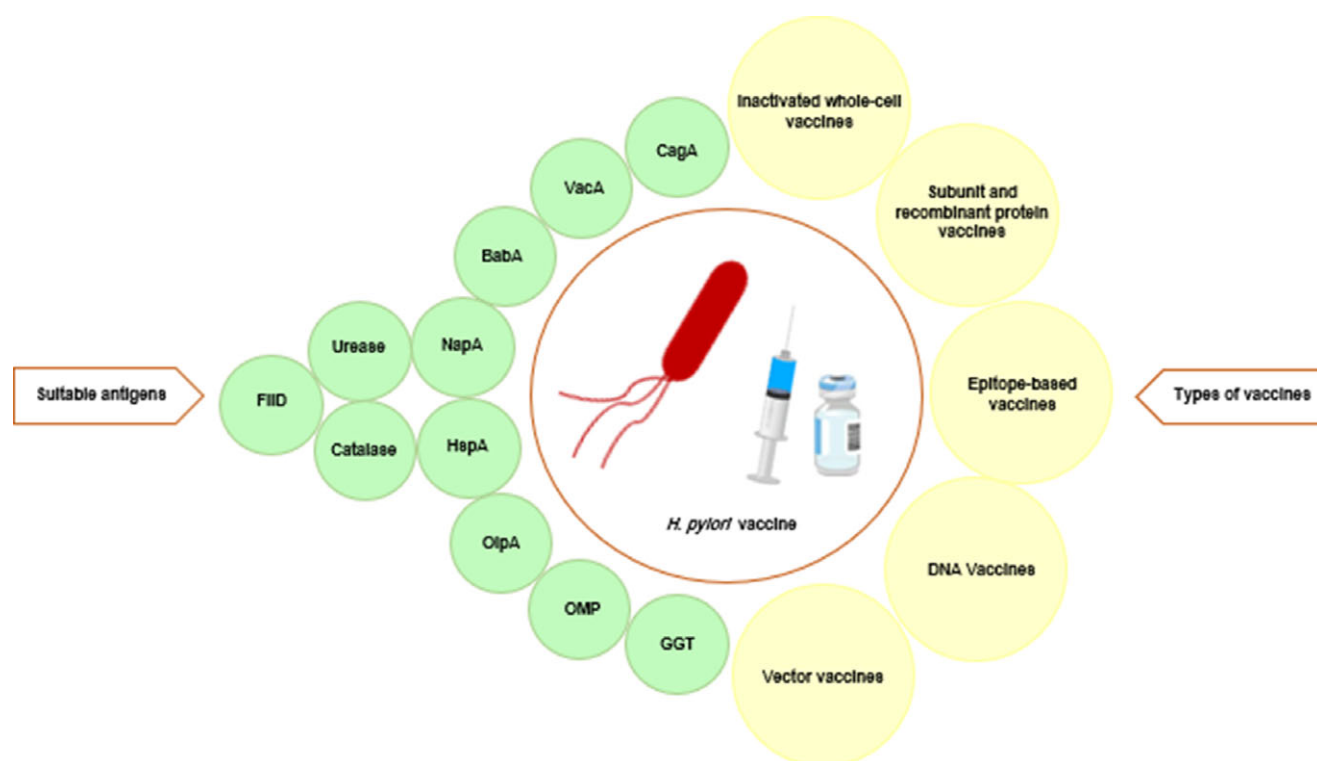 Inactivated whole-cell
vaccines
CagA
VacA
Subunit and
recombinant protein
vaccines
BabA
Urease
NapA
Suitable antigens
FliD
Epitope-based
vaccines
Types of vaccines
Catalase
HspA
H. pylori vaccine
OipA
DNA Vaccines
OMP
GGT
Vector vaccines